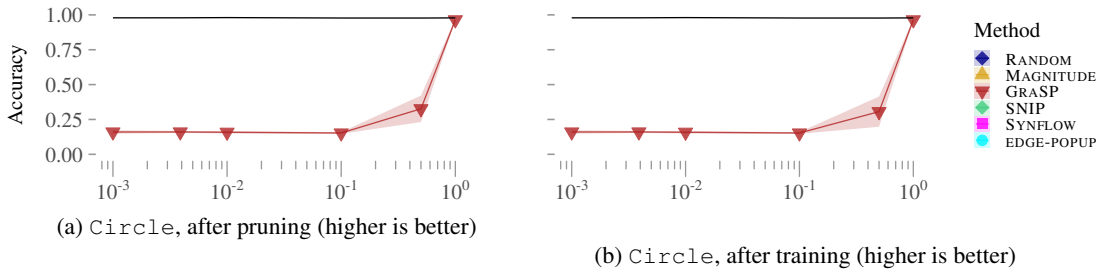 Accuracy
1.00
0.75
0.50
0.25
0.00
10^-3
10^-2
10^-1
10^0
(a) Circle, after pruning (higher is better)
10^-3
10^-2
10^-1
10^0
(b) Circle, after training (higher is better)
Method
RANDOM
MAGNITUDE
GRASP
SNIP
SYNFLOW
EDGE-POPUP